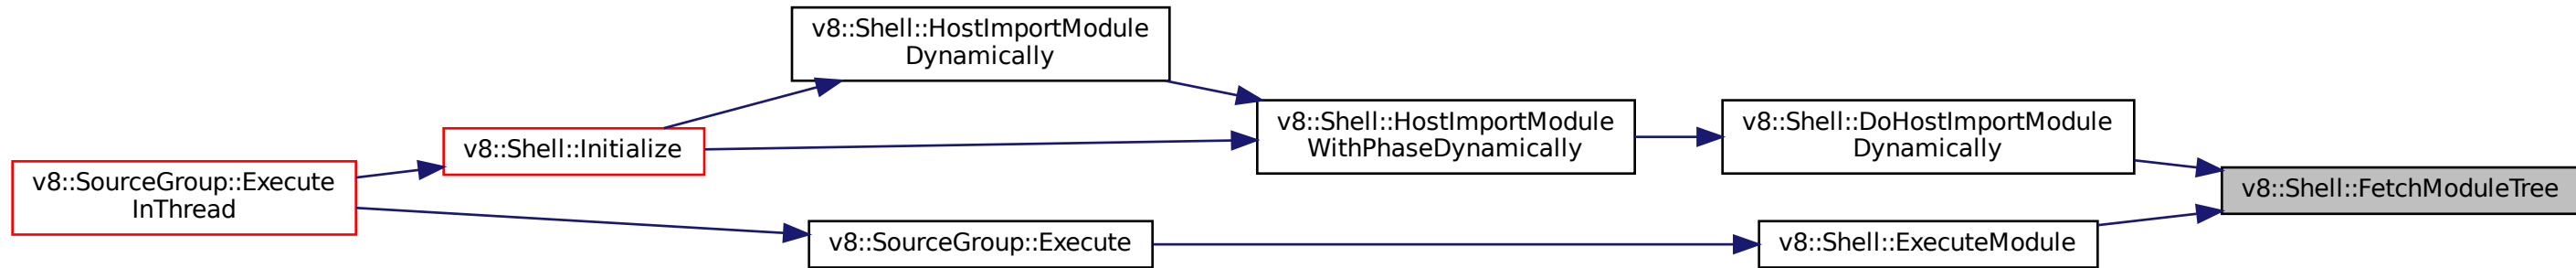 v8::Shell::HostImportModule
Dynamically
v8::Shell::HostImportModule
WithPhaseDynamically
v8::Shell::DoHostImportModule
Dynamically
v8::Shell::Initialize
v8::SourceGroup::Execute
InThread
v8::Shell::FetchModuleTree
v8::SourceGroup::Execute
v8::Shell::ExecuteModule